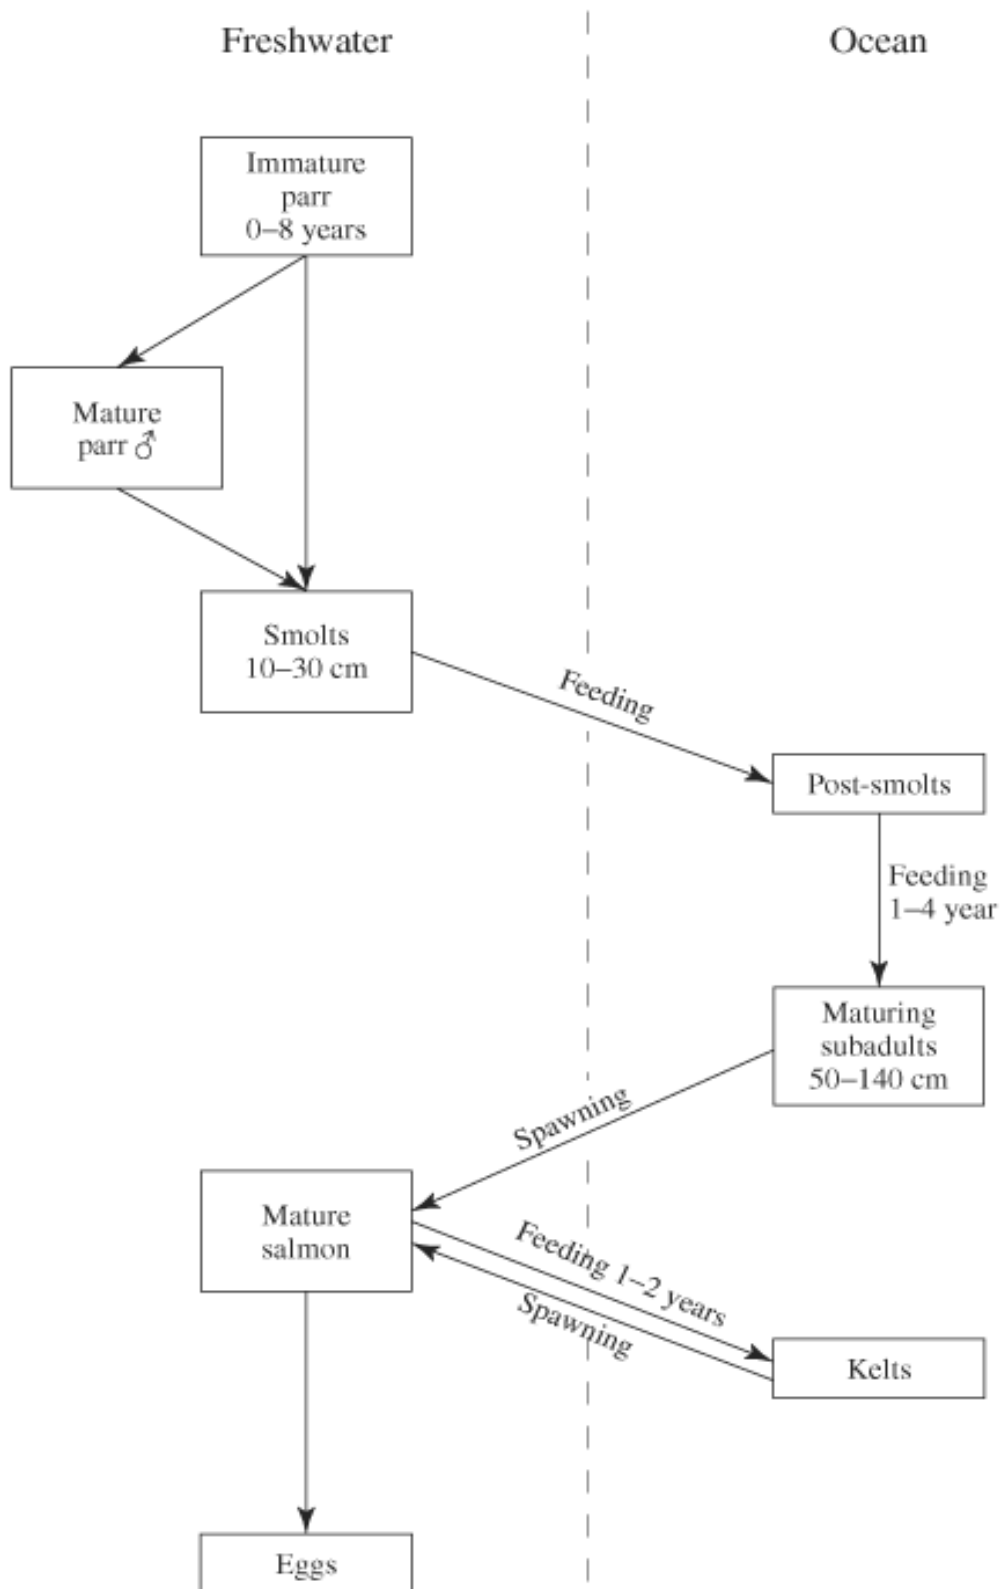 Freshwater
Ocean
Immature
parr
0–8 years
Mature
parr ♂
Smolts
10–30 cm
Feeding
Post-smolts
Feeding
1–4 year
Maturing
subadults
50–140 cm
Spawning
Mature
salmon
Feeding 1–2 years
Spawning
Kelts
Eggs